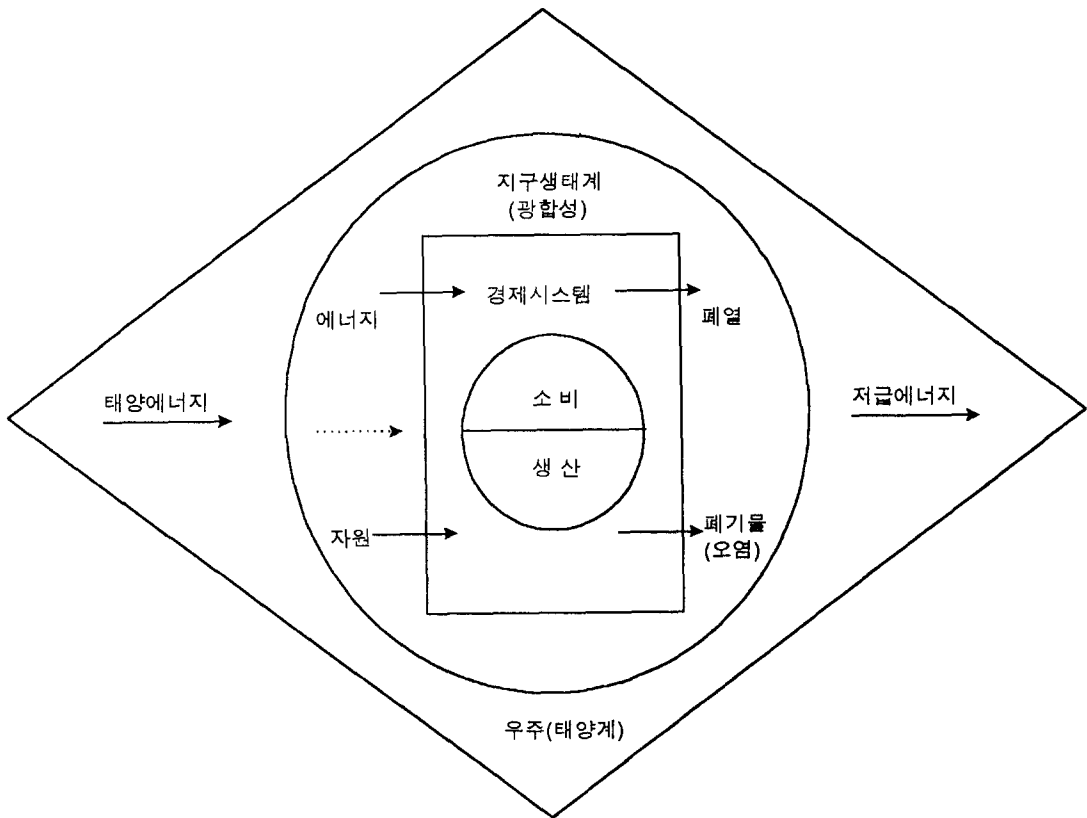 지구생태계
(광합성)
경제시스템
에너지
폐열
태양에너지
저급에너지
소 비
생 산
자원
폐기물
(오염)
우주(태양계)